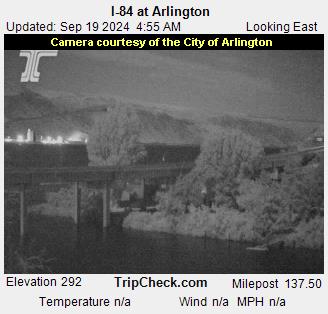 I-84 at Arlington
Updated: Sep 19 2024 4:55 AM Looking East
Camera courtesy of the City of Arlington
Elevation 292 TripCheck.com Milepost 137.50
Temperature n/a Wind n/a MPH n/a